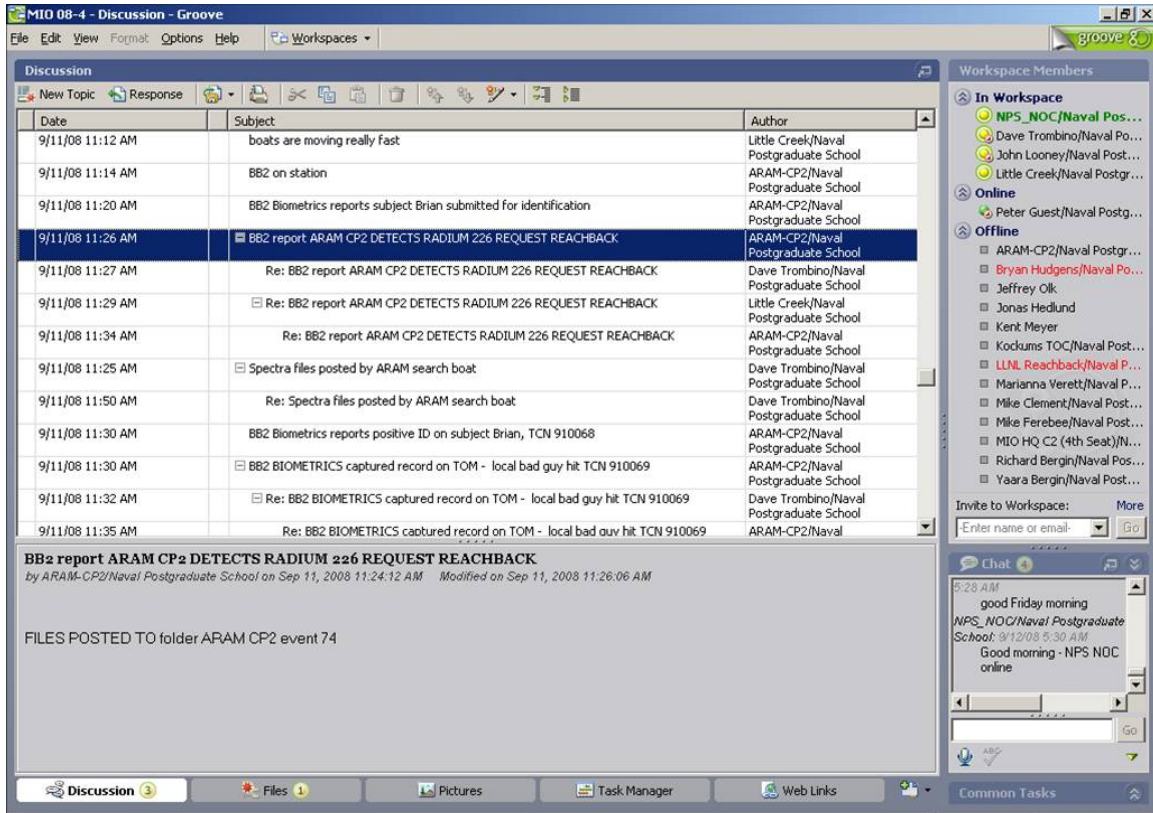 MIO 08-4 - Discussion - Groove
File Edit View Format Options Help Workspaces
groove
Discussion
New Topic Response
Date Subject Author
9/11/08 11:12 AM boats are moving really fast Little Creek/Naval
Postgraduate School
9/11/08 11:14 AM BB2 on station ARAM-CP2/Naval
Postgraduate School
9/11/08 11:20 AM BB2 Biometrics reports subject Brian submitted for identification ARAM-CP2/Naval
Postgraduate School
9/11/08 11:26 AM BB2 report ARAM CP2 DETECTS RADIUM 226 REQUEST REACHBACK ARAM-CP2/Naval
Postgraduate School
9/11/08 11:27 AM Re: BB2 report ARAM CP2 DETECTS RADIUM 226 REQUEST REACHBACK Dave Trombino/Naval
Postgraduate School
9/11/08 11:29 AM Re: BB2 report ARAM CP2 DETECTS RADIUM 226 REQUEST REACHBACK Little Creek/Naval
Postgraduate School
9/11/08 11:34 AM Re: BB2 report ARAM CP2 DETECTS RADIUM 226 REQUEST REACHBACK ARAM-CP2/Naval
Postgraduate School
9/11/08 11:25 AM Spectra files posted by ARAM search boat Dave Trombino/Naval
Postgraduate School
9/11/08 11:50 AM Re: Spectra files posted by ARAM search boat Dave Trombino/Naval
Postgraduate School
9/11/08 11:30 AM BB2 Biometrics reports positive ID on subject Brian, TCN 910068 ARAM-CP2/Naval
Postgraduate School
9/11/08 11:30 AM BB2 BIOMETRICS captured record on TOM - local bad guy hit TCN 910069 ARAM-CP2/Naval
Postgraduate School
9/11/08 11:32 AM Re: BB2 BIOMETRICS captured record on TOM - local bad guy hit TCN 910069 Dave Trombino/Naval
Postgraduate School
9/11/08 11:35 AM Re: BB2 BIOMETRICS captured record on TOM - local bad guy hit TCN 910069 ARAM-CP2/Naval
BB2 report ARAM CP2 DETECTS RADIUM 226 REQUEST REACHBACK
by ARAM-CP2/Naval Postgraduate School on Sep 11, 2008 11:24:12 AM Modified on Sep 11, 2008 11:26:06 AM
FILES POSTED TO folder ARAM CP2 event 74
Discussion 3 Files 1 Pictures Task Manager Web Links
Workspace Members
In Workspace
NPS_NOC/Naval Pos...
Dave Trombino/Naval Po...
John Looney/Naval Post...
Little Creek/Naval Postgr...
Online
Peter Guest/Naval Postg...
Offline
ARAM-CP2/Naval Postgr...
Bryan Hudgens/Naval Po...
Jeffrey Olk
Jonas Hedlund
Kent Meyer
Kockums TOC/Naval Post...
LLNL Reachback/Naval P...
Marianna Verett/Naval P...
Mike Clement/Naval Post...
Mike Ferebee/Naval Post...
MIO HQ C2 (4th Seat)/N...
Richard Bergin/Naval Pos...
Yaara Bergin/Naval Post...
Invite to Workspace: More
-Enter name or email- Go
Chat 4
5:28 AM
good Friday morning
NPS_NOC/Naval Postgraduate
School: 9/12/08 5:30 AM
Good morning - NPS NOC
online
Go
ABC
Common Tasks